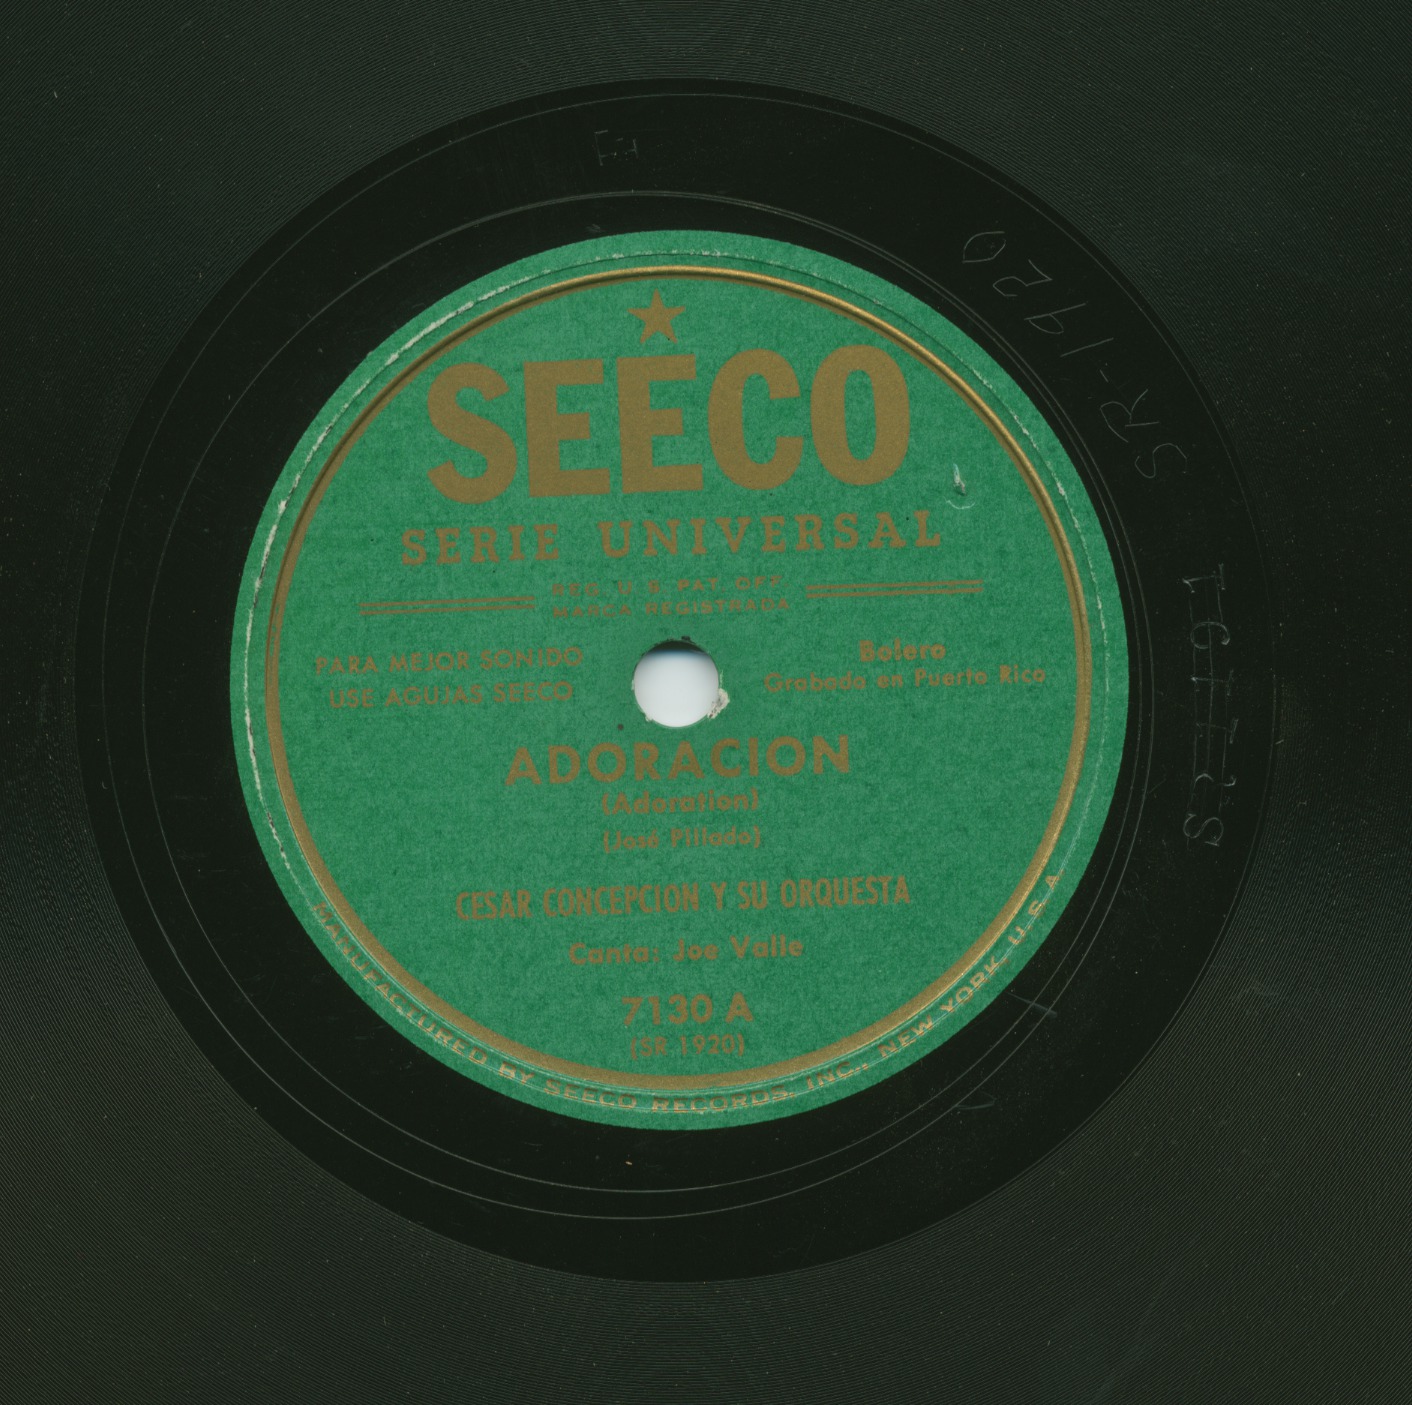 SEECO
SERIE UNIVERSAL
REG. U. S. PAT. OFF.
MARCA REGISTRADA
PARA MEJOR SONIDO
USE AGUJAS SEECO
Bolero
Grabado en Puerto Rico
ADORACION
(Adoration)
(José Pillado)
CESAR CONCEPCION Y SU ORQUESTA
Canta: Joe Valle
7130 A
(SR 1920)
MANUFACTURED BY SEECO RECORDS, INC., NEW YORK, U. S. A.
SR-1920